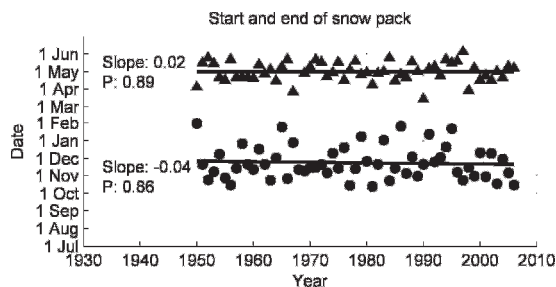 Start and end of snow pack
1 Jun
1 May
1 Apr
1 Mar
1 Feb
1 Jan
1 Dec
1 Nov
1 Oct
1 Sep
1 Aug
1 Jul
Date
Slope: 0.02
P: 0.89
Slope: -0.04
P: 0.86
1930 1940 1950 1960 1970 1980 1990 2000 2010
Year